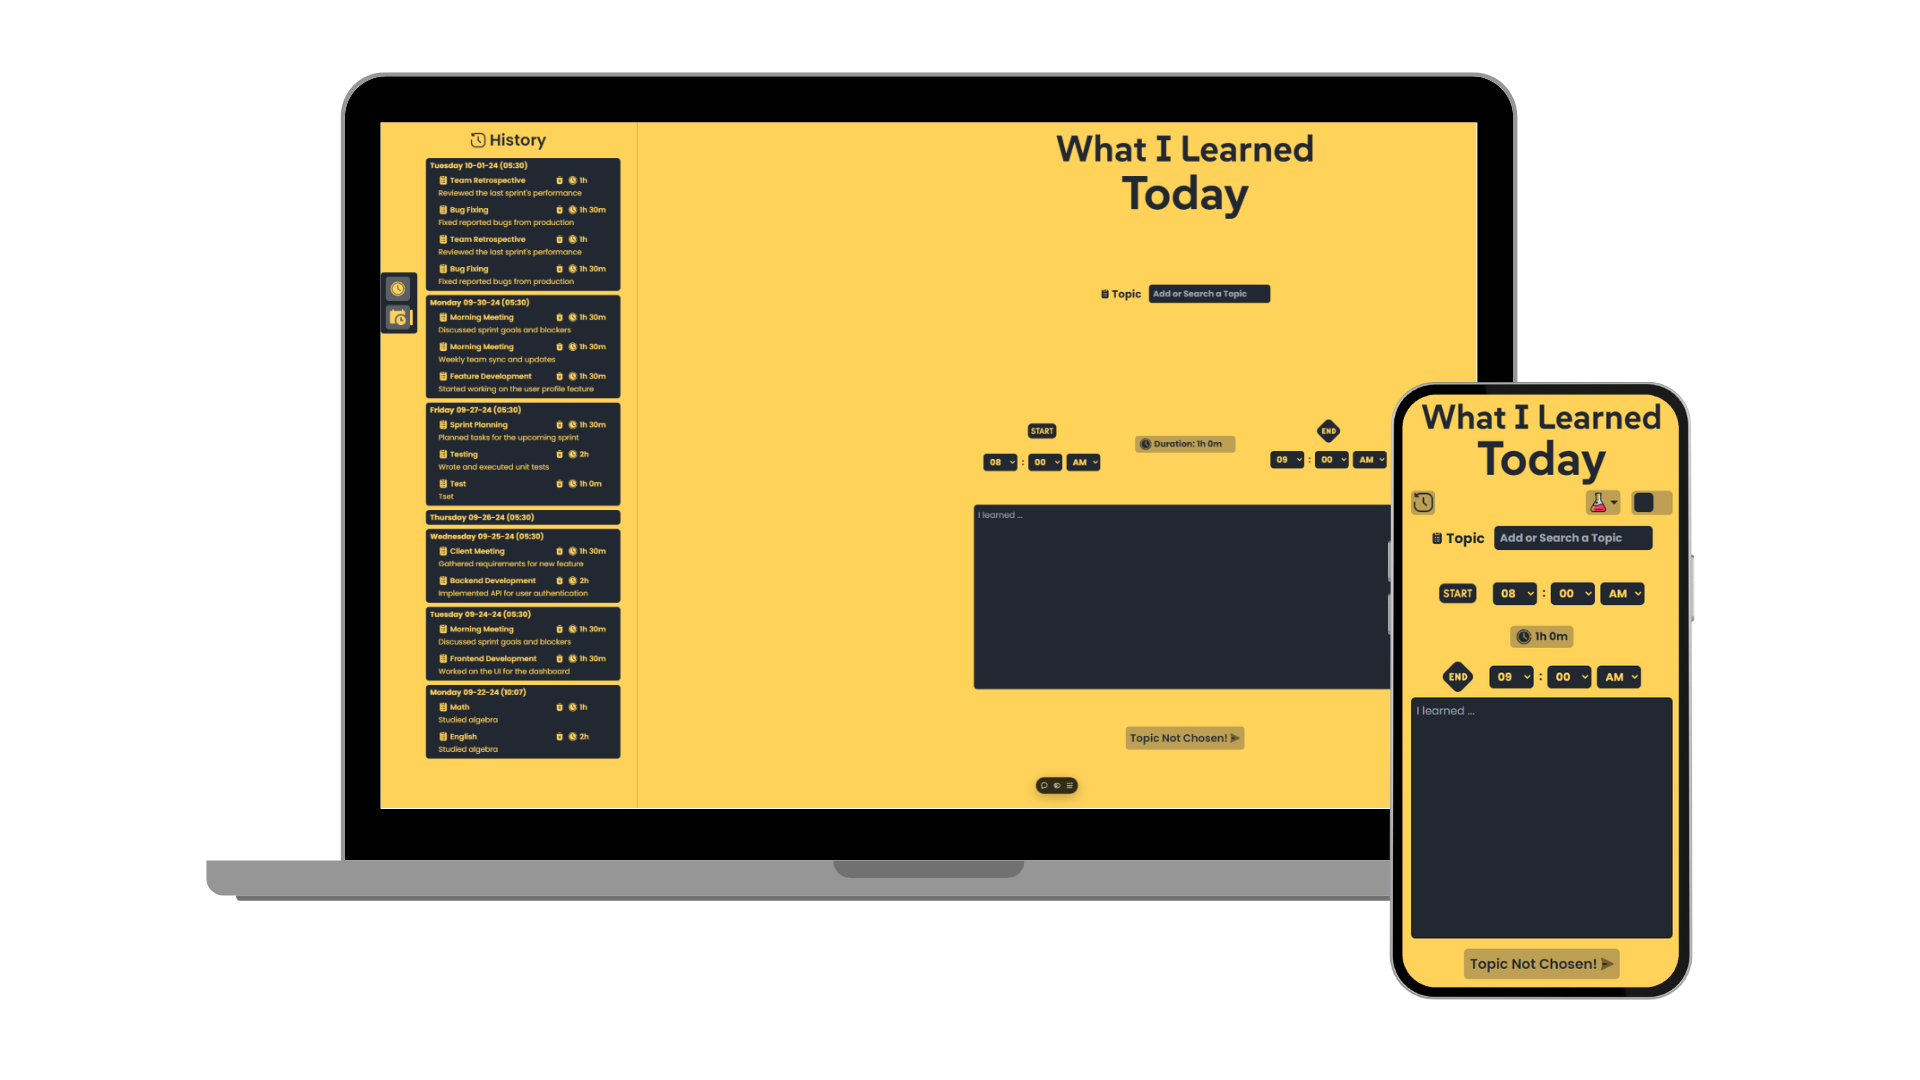 History
Tuesday 10-01-24 (05:30)
Team Retrospective 1h
Reviewed the last sprint's performance
Bug Fixing 1h 30m
Fixed reported bugs from production
Team Retrospective 1h
Reviewed the last sprint's performance
Bug Fixing 1h 30m
Fixed reported bugs from production
Monday 09-30-24 (05:30)
Morning Meeting 1h 30m
Discussed sprint goals and blockers
Morning Meeting 1h 30m
Weekly team sync and updates
Feature Development 1h 30m
Started working on the user profile feature
Friday 09-27-24 (05:30)
Sprint Planning 1h 30m
Planned tasks for the upcoming sprint
Testing 2h
Wrote and executed unit tests
Test 1h 0m
Tset
Thursday 09-26-24 (05:30)
Wednesday 09-25-24 (05:30)
Client Meeting 1h 30m
Gathered requirements for new feature
Backend Development 2h
Implemented API for user authentication
Tuesday 09-24-24 (05:30)
Morning Meeting 1h 30m
Discussed sprint goals and blockers
Frontend Development 1h 30m
Worked on the UI for the dashboard
Monday 09-22-24 (10:07)
Math 1h
Studied algebra
English 2h
Studied algebra
What I Learned
Today
Topic Add or Search a Topic
START
08 : 00 AM
Duration: 1h 0m
END
09 : 00 AM
I learned ...
Topic Not Chosen!
What I Learned
Today
Topic Add or Search a Topic
START 08 : 00 AM
1h 0m
END 09 : 00 AM
I learned ...
Topic Not Chosen!